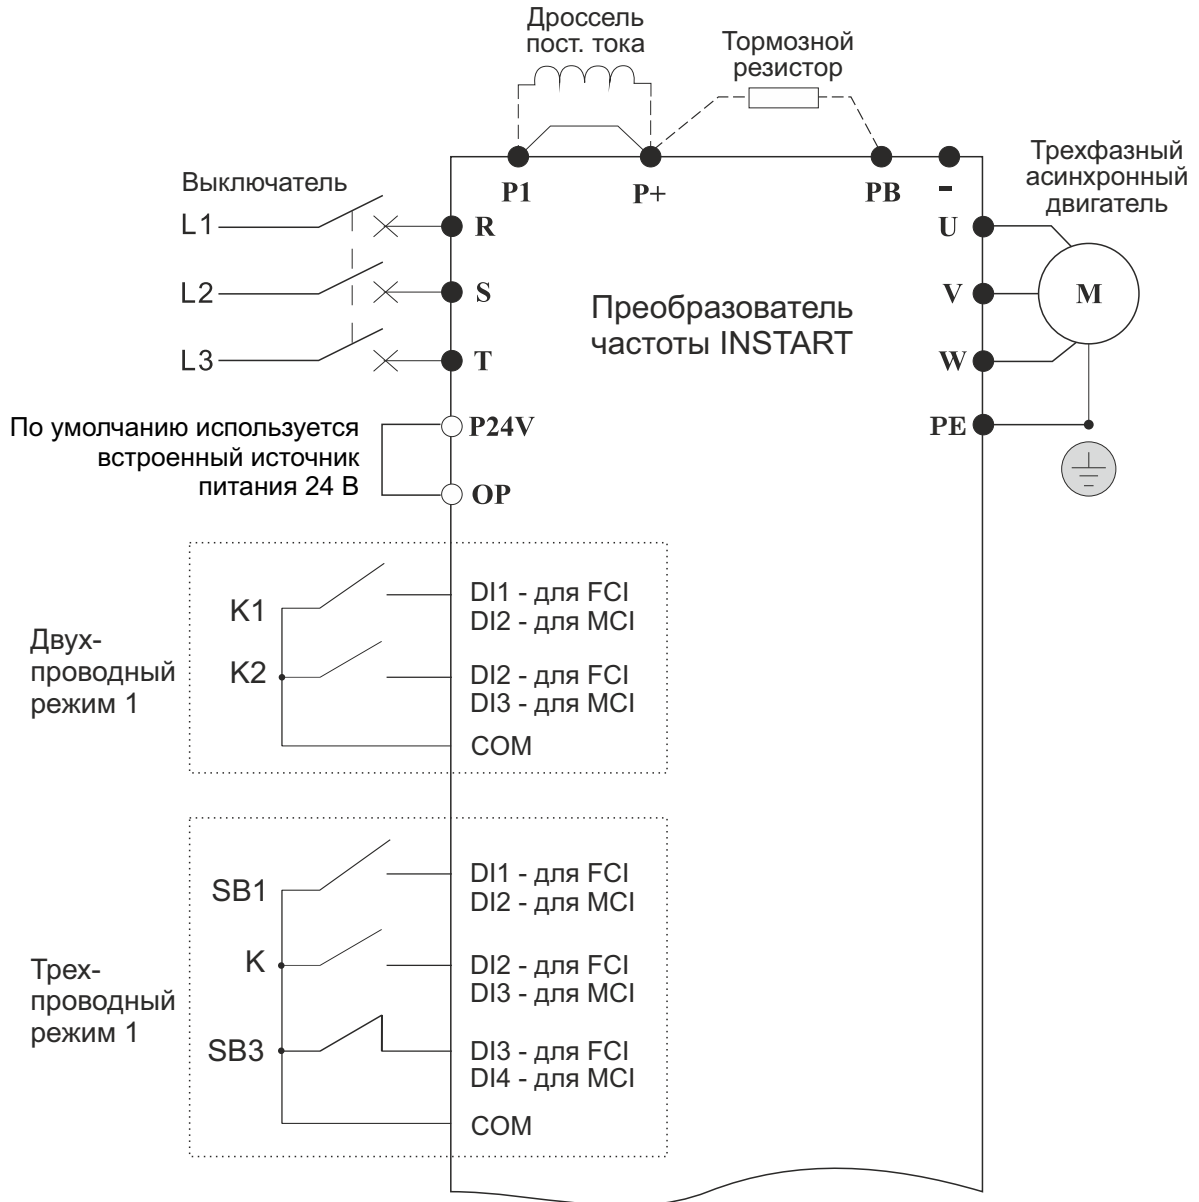 Дроссель
пост. тока
Тормозной
резистор
P1
P+
PB
-
Трехфазный
асинхронный
двигатель
Выключатель
L1
R
U
L2
S
V
M
Преобразователь
частоты INSTART
L3
T
W
По умолчанию используется
встроенный источник
питания 24 В
P24V
PE
OP
Двух-
проводный
режим 1
K1
DI1 - для FCI
DI2 - для MCI
K2
DI2 - для FCI
DI3 - для MCI
COM
Трех-
проводный
режим 1
SB1
DI1 - для FCI
DI2 - для MCI
K
DI2 - для FCI
DI3 - для MCI
SB3
DI3 - для FCI
DI4 - для MCI
COM